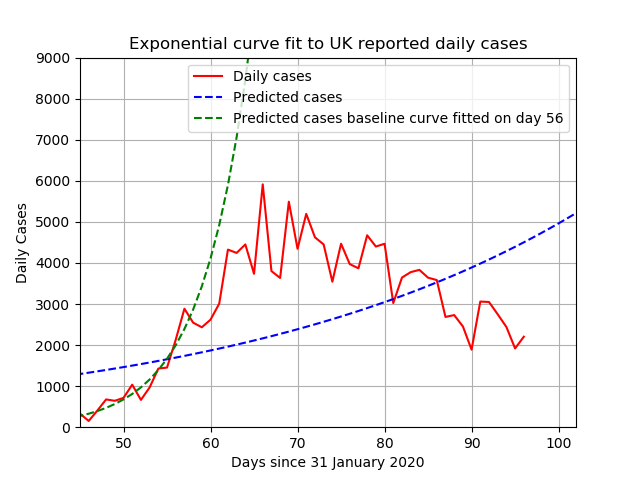 Exponential curve fit to UK reported daily cases
Daily cases
Predicted cases
Predicted cases baseline curve fitted on day 56
Daily Cases
9000
8000
7000
6000
5000
4000
3000
2000
1000
0
50 60 70 80 90 100
Days since 31 January 2020